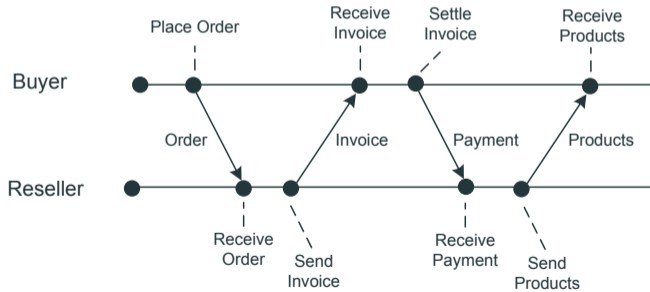 Place Order
Receive
Invoice
Settle
Invoice
Receive
Products
Buyer
Order
Invoice
Payment
Products
Reseller
Receive
Order
Send
Invoice
Receive
Payment
Send
Products